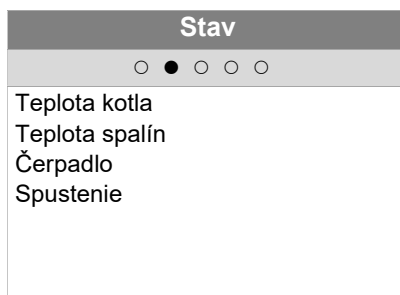 Stav
Teplota kotla
Teplota spalín
Čerpadlo
Spustenie